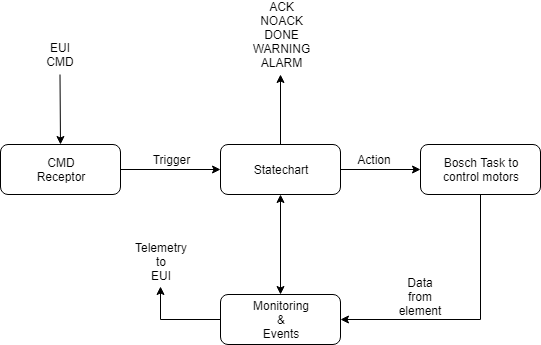 ACK
NOACK
DONE
WARNING
ALARM
EUI
CMD
CMD
Receptor
Trigger
Statechart
Action
Bosch Task to
control motors
Telemetry
to
EUI
Monitoring
&
Events
Data
from
element